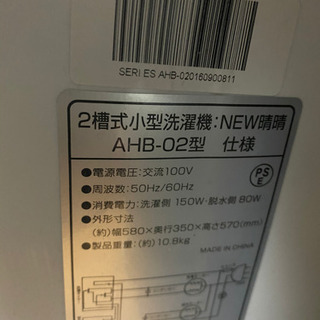 SERIES AHB-020160900811
2槽式小型洗濯機:NEW晴晴
AHB-02型 仕様
●電源電圧:交流100V
●周波数:50Hz/60Hz
●消費電力:洗濯側 150W・脱水側 80W
●外形寸法
(約)幅580×奥行350×高さ570(mm)
●製品重量:(約)10.8kg
PS
E
MADE IN CHINA